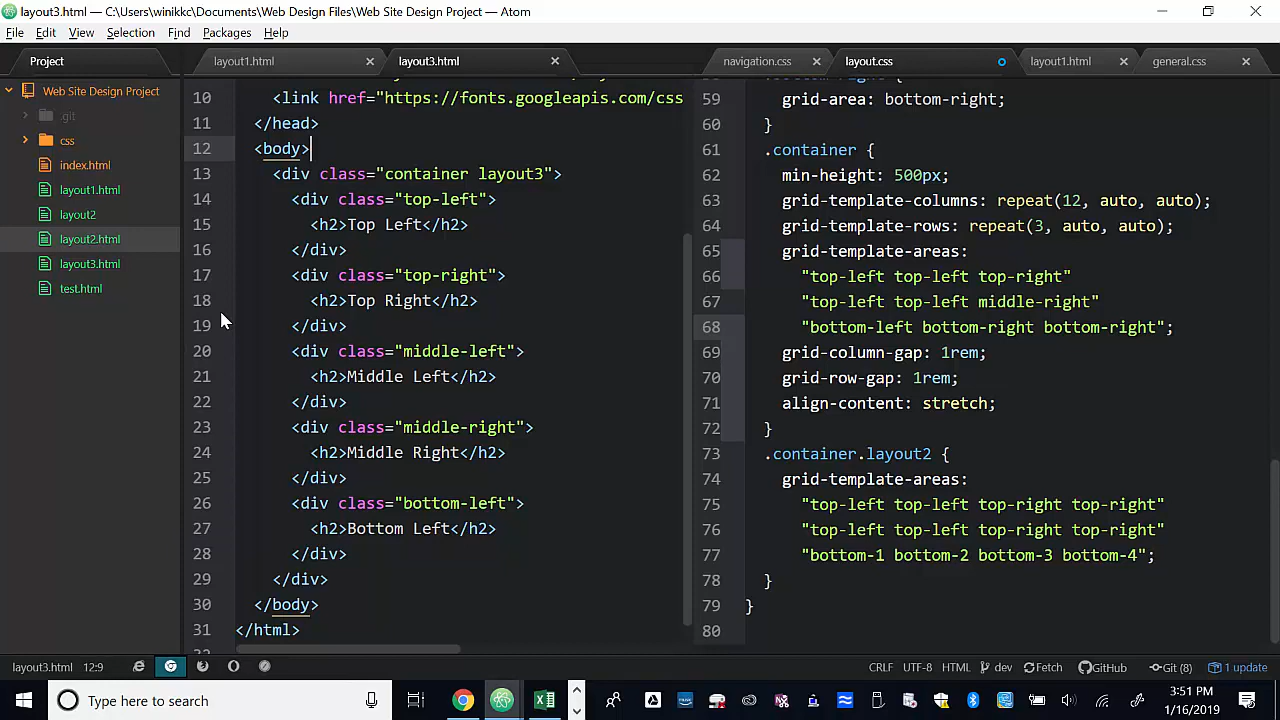 layout3.html — C:\Users\winikkc\Documents\Web Design Files\Web Site Design Project — Atom
File Edit View Selection Find Packages Help
Project
layout1.html
layout3.html
navigation.css
layout.css
layout1.html
general.css
Web Site Design Project
.git
css
index.html
layout1.html
layout2
layout2.html
layout3.html
test.html
10 <link href="https://fonts.googleapis.com/css
11 </head>
12 <body>
13 <div class="container layout3">
14 <div class="top-left">
15 <h2>Top Left</h2>
16 </div>
17 <div class="top-right">
18 <h2>Top Right</h2>
19 </div>
20 <div class="middle-left">
21 <h2>Middle Left</h2>
22 </div>
23 <div class="middle-right">
24 <h2>Middle Right</h2>
25 </div>
26 <div class="bottom-left">
27 <h2>Bottom Left</h2>
28 </div>
29 </div>
30 </body>
31 </html>
59 grid-area: bottom-right;
60 }
61 .container {
62 min-height: 500px;
63 grid-template-columns: repeat(12, auto, auto);
64 grid-template-rows: repeat(3, auto, auto);
65 grid-template-areas:
66 "top-left top-left top-right"
67 "top-left top-left middle-right"
68 "bottom-left bottom-right bottom-right";
69 grid-column-gap: 1rem;
70 grid-row-gap: 1rem;
71 align-content: stretch;
72 }
73 .container.layout2 {
74 grid-template-areas:
75 "top-left top-left top-right top-right"
76 "top-left top-left top-right top-right"
77 "bottom-1 bottom-2 bottom-3 bottom-4";
78 }
79 }
80
layout3.html 12:9
CRLF UTF-8 HTML dev Fetch GitHub Git (8) 1 update
Type here to search
3:51 PM
1/16/2019